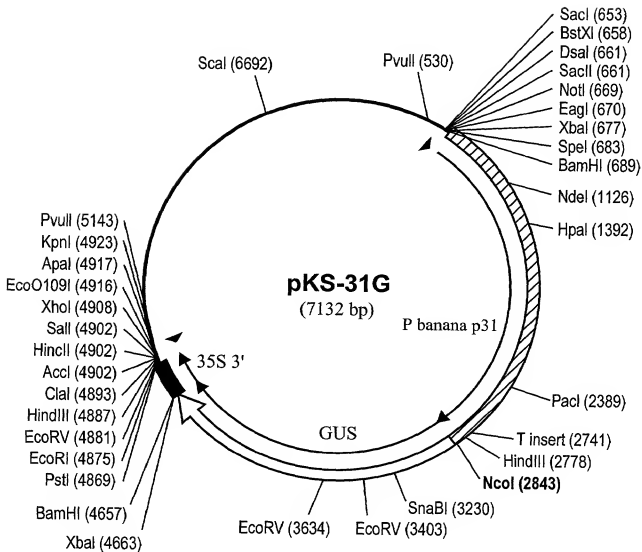 SacI (653)
BstXI (658)
DsaI (661)
SacII (661)
NotI (669)
EagI (670)
XbaI (677)
SpeI (683)
BamHI (689)
NdeI (1126)
HpaI (1392)
ScaI (6692)
PvuII (530)
PvuII (5143)
KpnI (4923)
ApaI (4917)
EcoO109I (4916)
XhoI (4908)
SalI (4902)
HincII (4902)
AccI (4902)
ClaI (4893)
HindIII (4887)
EcoRV (4881)
EcoRI (4875)
PstI (4869)
BamHI (4657)
XbaI (4663)
pKS-31G
(7132 bp)
P banana p31
35S 3'
GUS
PacI (2389)
T insert (2741)
HindIII (2778)
NcoI (2843)
SnaBI (3230)
EcoRV (3634)
EcoRV (3403)